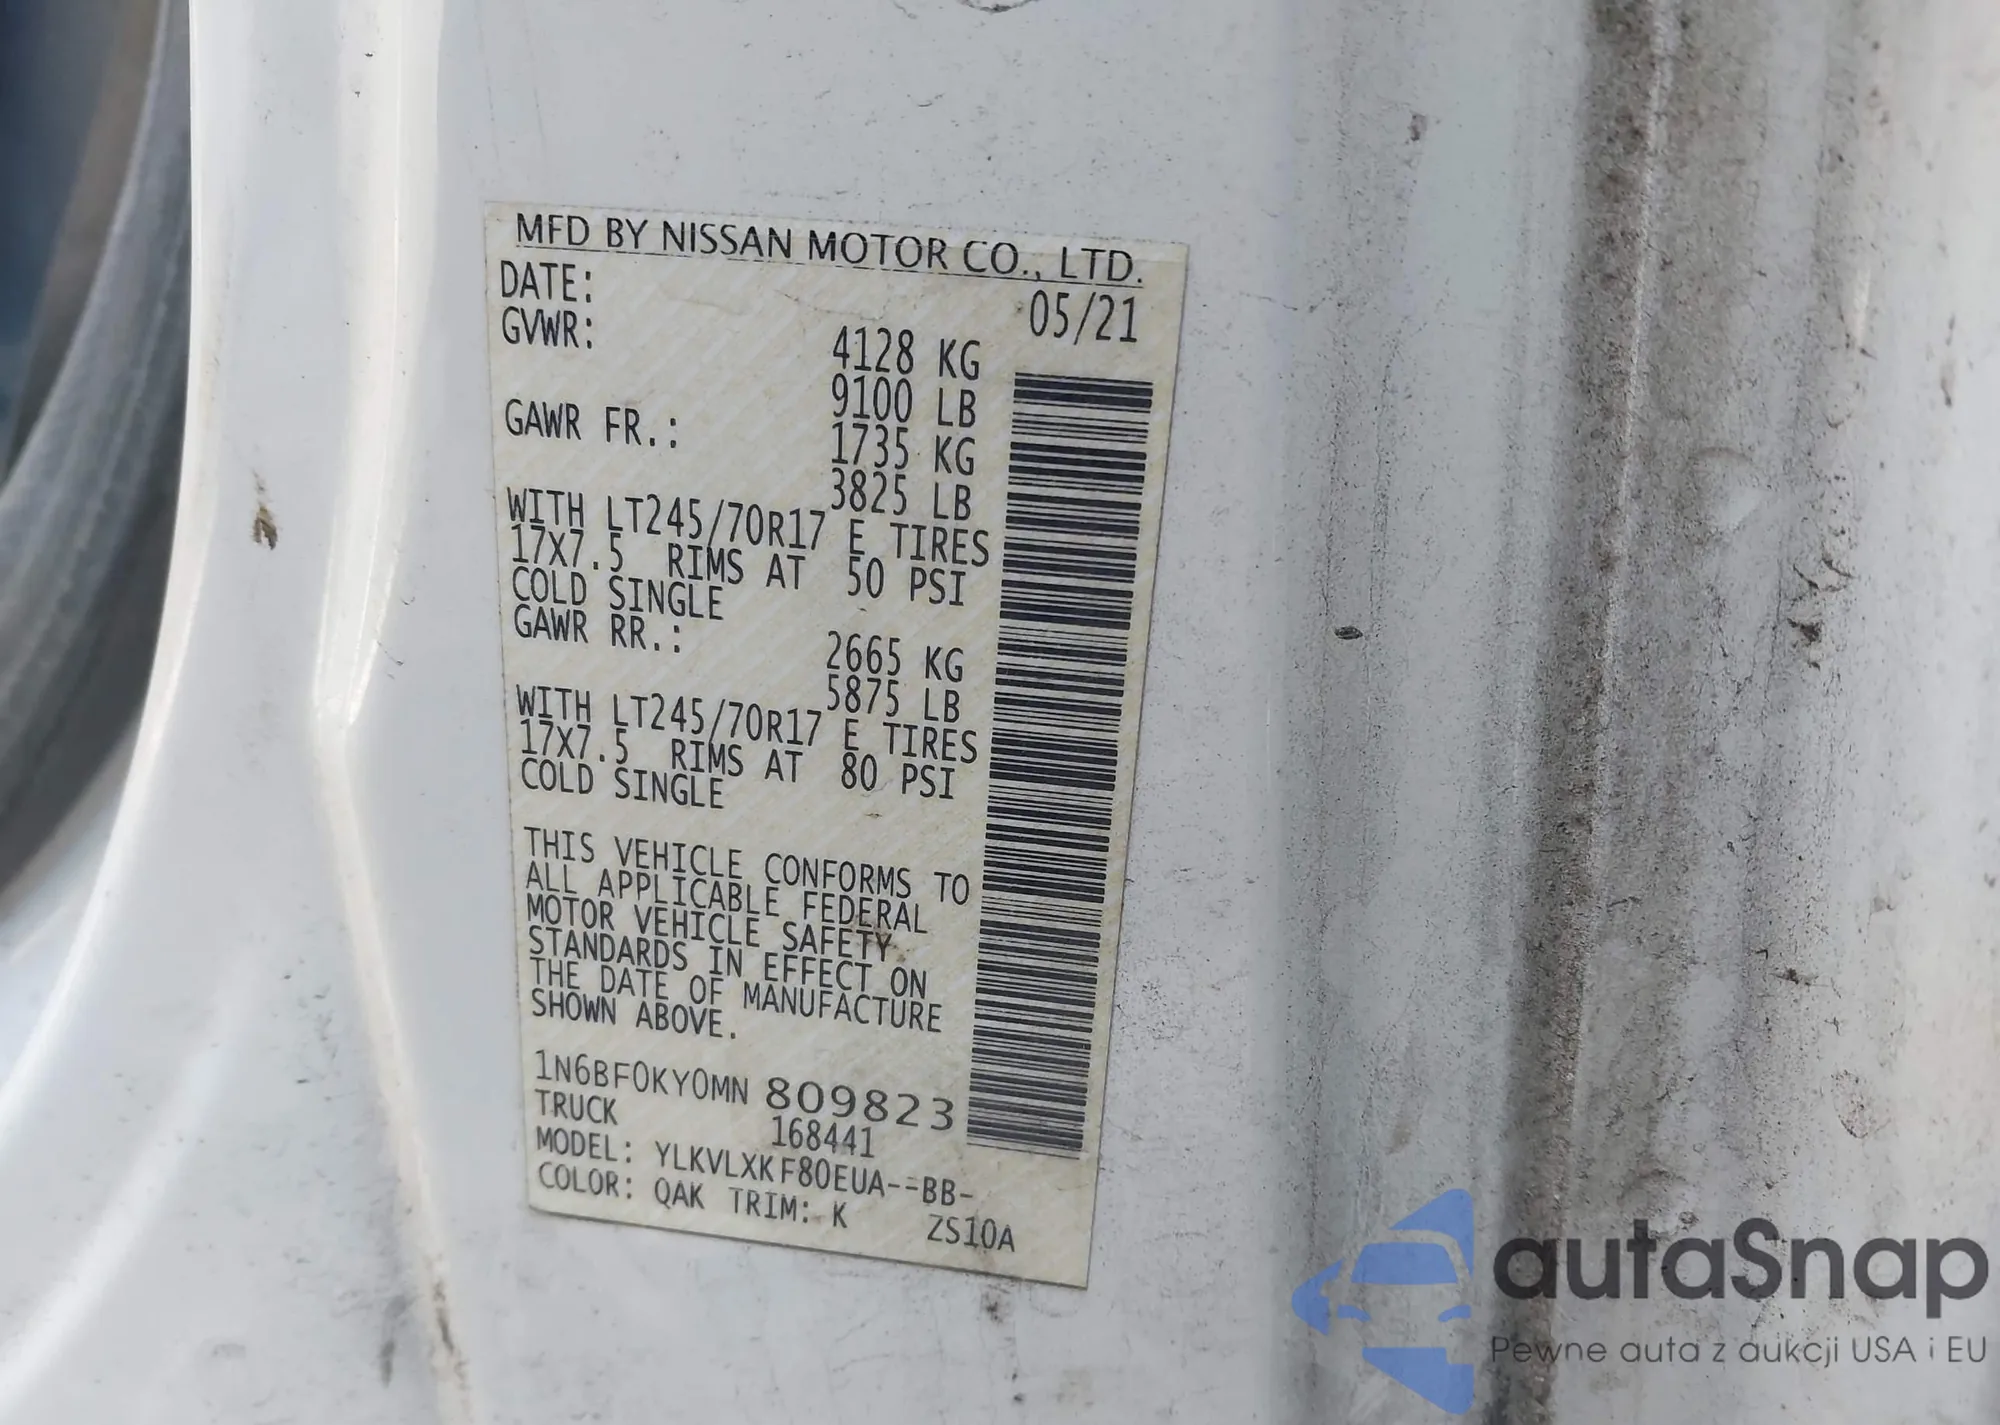 MFD BY NISSAN MOTOR CO., LTD.
DATE: 05/21
GVWR: 4128 KG
9100 LB
GAWR FR.: 1735 KG
3825 LB
WITH LT245/70R17 E TIRES
17X7.5 RIMS AT 50 PSI
COLD SINGLE
GAWR RR.: 2665 KG
5875 LB
WITH LT245/70R17 E TIRES
17X7.5 RIMS AT 80 PSI
COLD SINGLE
THIS VEHICLE CONFORMS TO
ALL APPLICABLE FEDERAL
MOTOR VEHICLE SAFETY
STANDARDS IN EFFECT ON
THE DATE OF MANUFACTURE
SHOWN ABOVE.
1N6BF0KY0MN 809823
TRUCK 168441
MODEL: YLKVLXKF80EUA--BB-
COLOR: QAK TRIM: K ZS10A
autaSnap
Pewne auta z aukcji USA i EU